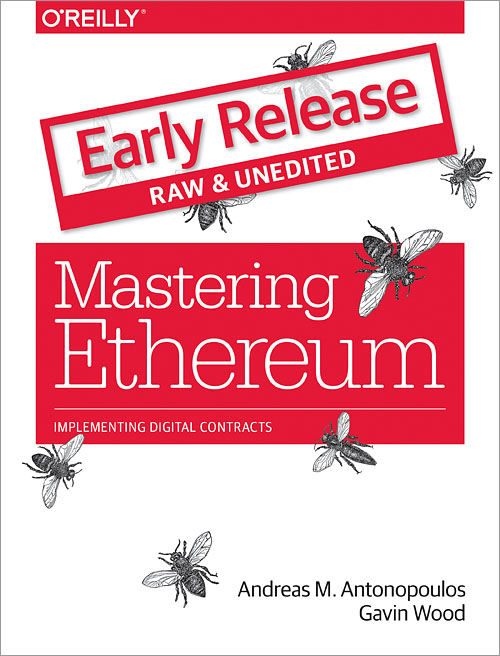 O'REILLY®
Early Release
RAW & UNEDITED
Mastering
Ethereum
IMPLEMENTING DIGITAL CONTRACTS
Andreas M. Antonopoulos
Gavin Wood